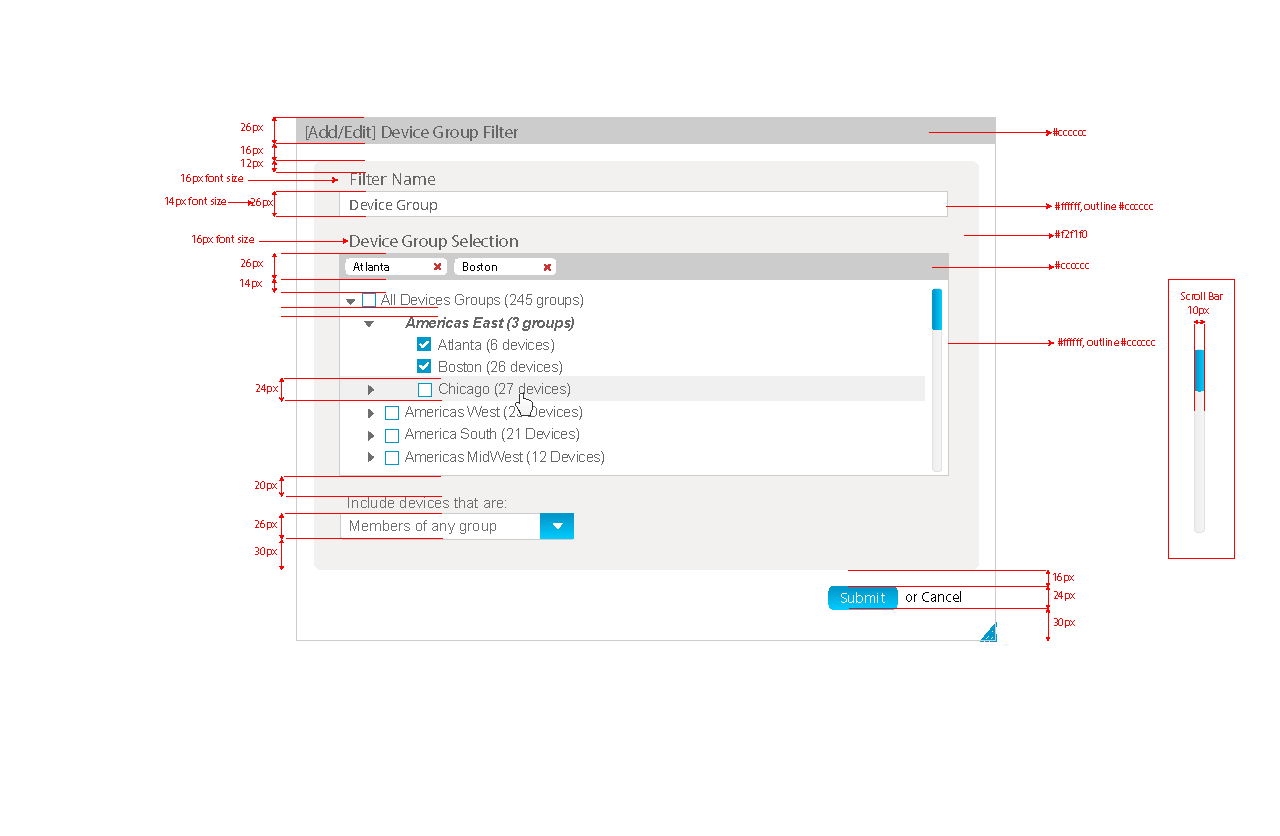 26px
[Add/Edit] Device Group Filter
#cccccc
16px
12px
16px font size
Filter Name
14px font size
26px
Device Group
#ffffff, outline #cccccc
#f2f1f0
16px font size
Device Group Selection
26px
Atlanta
Boston
#cccccc
14px
All Devices Groups (245 groups)
Americas East (3 groups)
Atlanta (6 devices)
#ffffff, outline #cccccc
Boston (26 devices)
24px
Chicago (27 devices)
Americas West (2 Devices)
America South (21 Devices)
Americas MidWest (12 Devices)
20px
Include devices that are:
26px
Members of any group
30px
16px
Submit or Cancel
24px
30px
Scroll Bar
10px